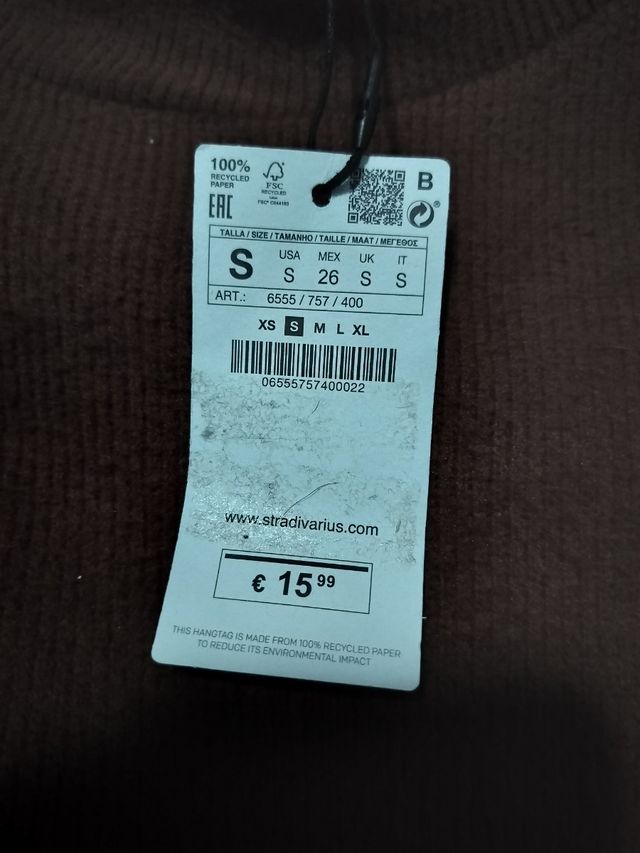 100%
RECYCLED
PAPER
FSC
RECYCLED
B
EAC
TALLA / SIZE / TAMANHO / TAILLE / MAAT / ΜΕΓΕΘΟΣ
S
USA MEX UK IT
S 26 S S
ART.: 6555 / 757 / 400
XS S M L XL
06555757400022
www.stradivarius.com
€ 15 99
THIS HANGTAG IS MADE FROM 100% RECYCLED PAPER
TO REDUCE ITS ENVIRONMENTAL IMPACT